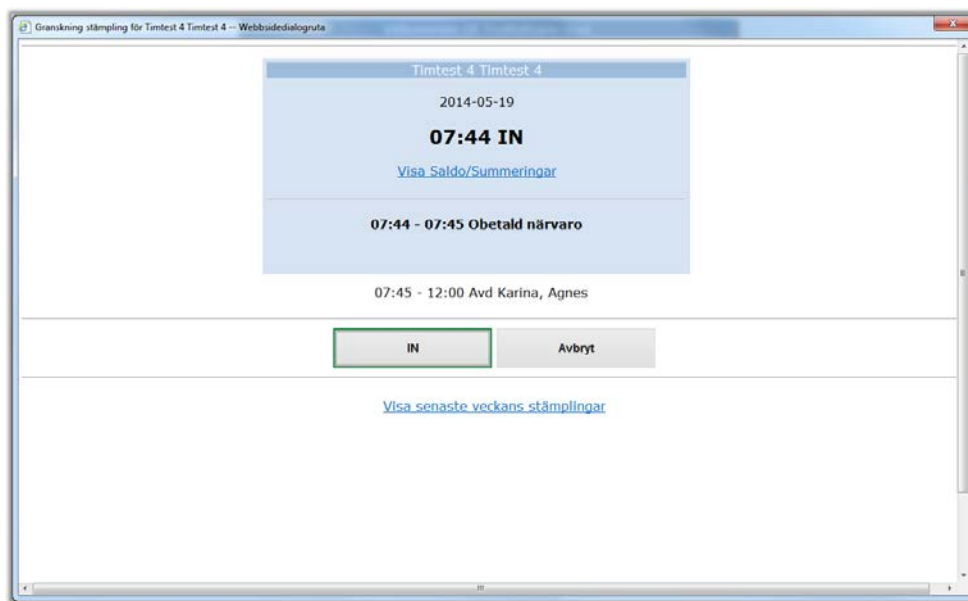 Granskning stämpling för Timtest 4 Timtest 4 -- Webbsidedialogruta
Timtest 4 Timtest 4
2014-05-19
07:44 IN
Visa Saldo/Summeringar
07:44 - 07:45 Obetald närvaro
07:45 - 12:00 Avd Karina, Agnes
IN Avbryt
Visa senaste veckans stämplingar